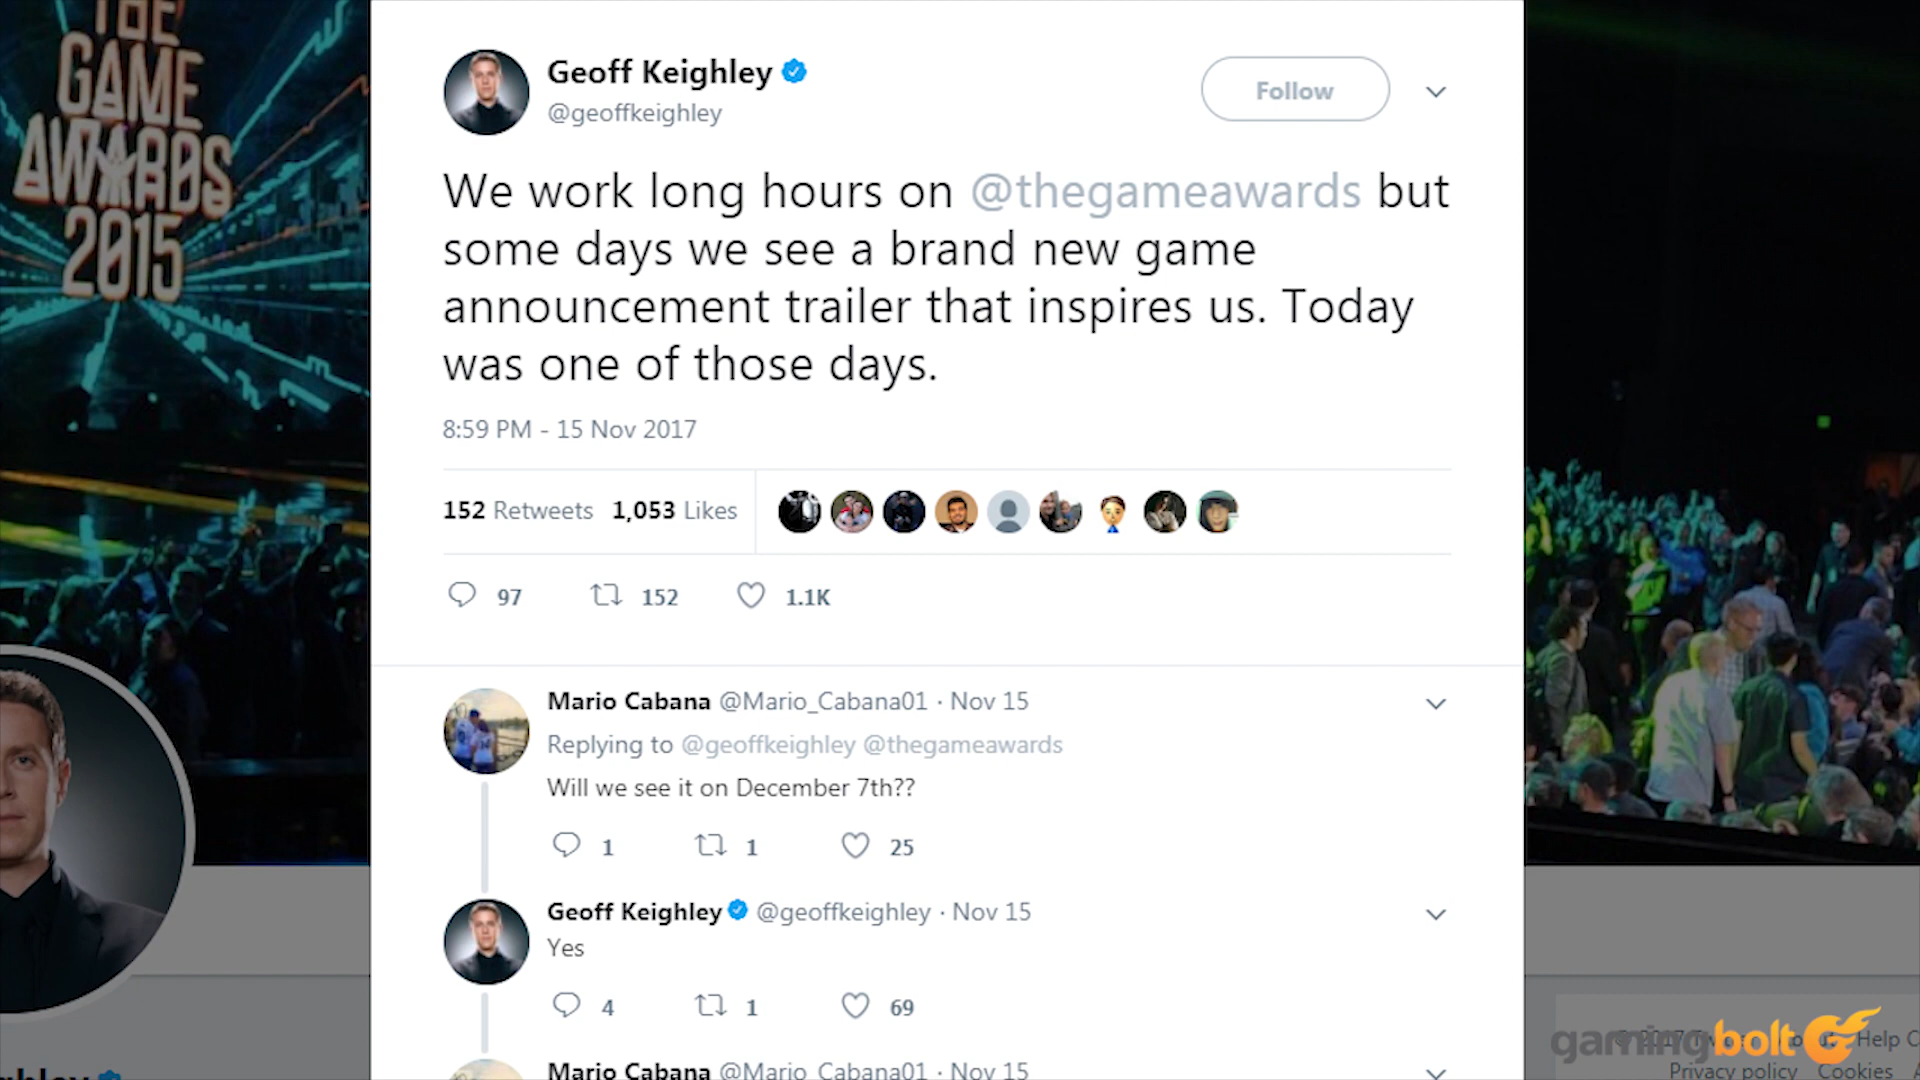 THE
GAME
AWARDS
2015
Geoff Keighley
@geoffkeighley
Follow
We work long hours on @thegameawards but
some days we see a brand new game
announcement trailer that inspires us. Today
was one of those days.
8:59 PM - 15 Nov 2017
152 Retweets 1,053 Likes
97 152 1.1K
Mario Cabana @Mario_Cabana01 · Nov 15
Replying to @geoffkeighley @thegameawards
Will we see it on December 7th??
1 1 25
Geoff Keighley @geoffkeighley · Nov 15
Yes
4 1 69
Mario Cabana @Mario_Cabana01 · Nov 15
gamingbolt
Help
Privacy policy Cookies